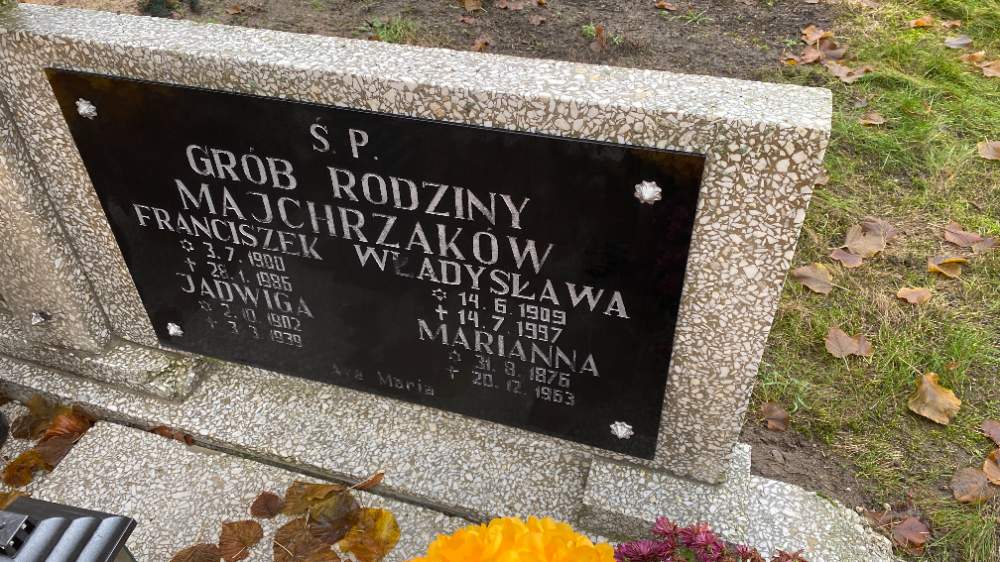 Ś. P.
GRÓB RODZINY
MAJCHRZAKÓW
FRANCISZEK
✡ 3. 7. 1900
✝ 28. 1. 1986
JADWIGA
✡ 2. 10. 1902
✝ 3. 3. 1939
WŁADYSŁAWA
✡ 14. 6. 1909
✝ 14. 7. 1997
MARIANNA
✡ 31. 8. 1876
✝ 20. 12. 1963
Ave Maria